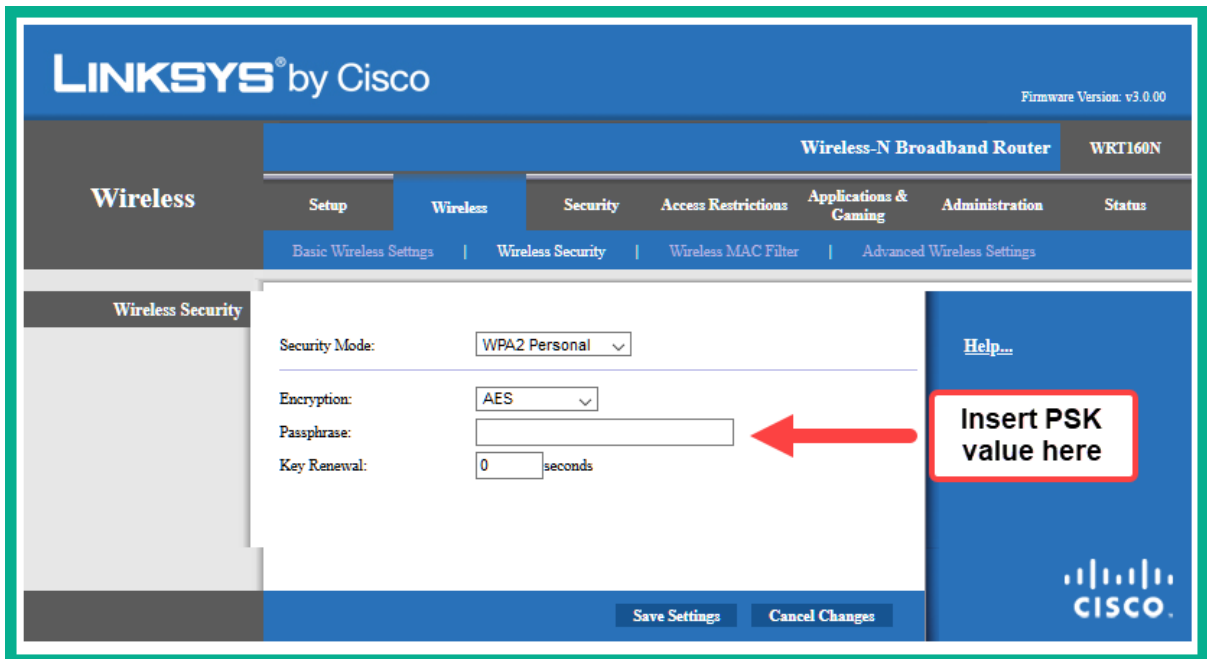 LINKSYS® by Cisco
Firmware Version: v3.0.00
Wireless-N Broadband Router WRT160N
Wireless
Setup Wireless Security Access Restrictions Applications & Gaming Administration Status
Basic Wireless Settngs | Wireless Security | Wireless MAC Filter | Advanced Wireless Settings
Wireless Security
Security Mode: WPA2 Personal
Help...
Encryption: AES
Passphrase:
Key Renewal: 0 seconds
Insert PSK
value here
CISCO.
Save Settings Cancel Changes